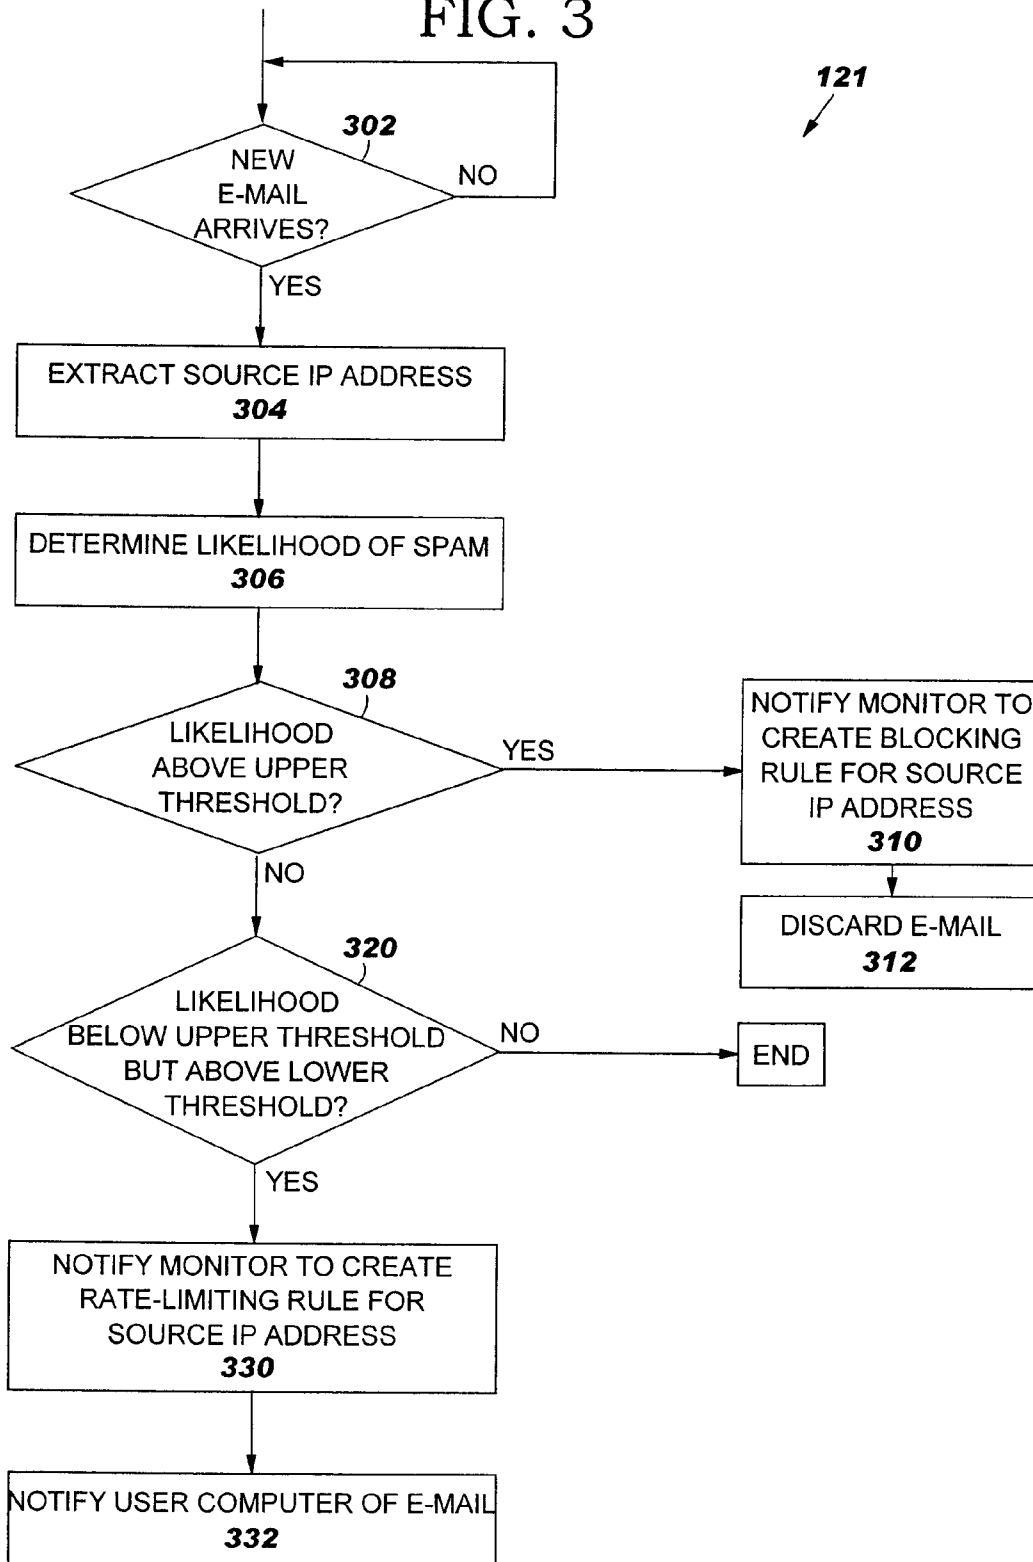 FIG. 3
121
302
NEW
E-MAIL
ARRIVES?
NO
YES
EXTRACT SOURCE IP ADDRESS
304
DETERMINE LIKELIHOOD OF SPAM
306
308
LIKELIHOOD
ABOVE UPPER
THRESHOLD?
YES
NOTIFY MONITOR TO
CREATE BLOCKING
RULE FOR SOURCE
IP ADDRESS
310
NO
DISCARD E-MAIL
312
320
LIKELIHOOD
BELOW UPPER THRESHOLD
BUT ABOVE LOWER
THRESHOLD?
NO
END
YES
NOTIFY MONITOR TO CREATE
RATE-LIMITING RULE FOR
SOURCE IP ADDRESS
330
NOTIFY USER COMPUTER OF E-MAIL
332